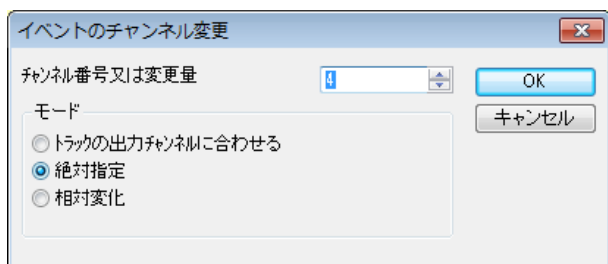 イベントのチャンネル変更
チャンネル番号又は変更量 4 OK
モード キャンセル
トラックの出力チャンネルに合わせる
絶対指定
相対変化